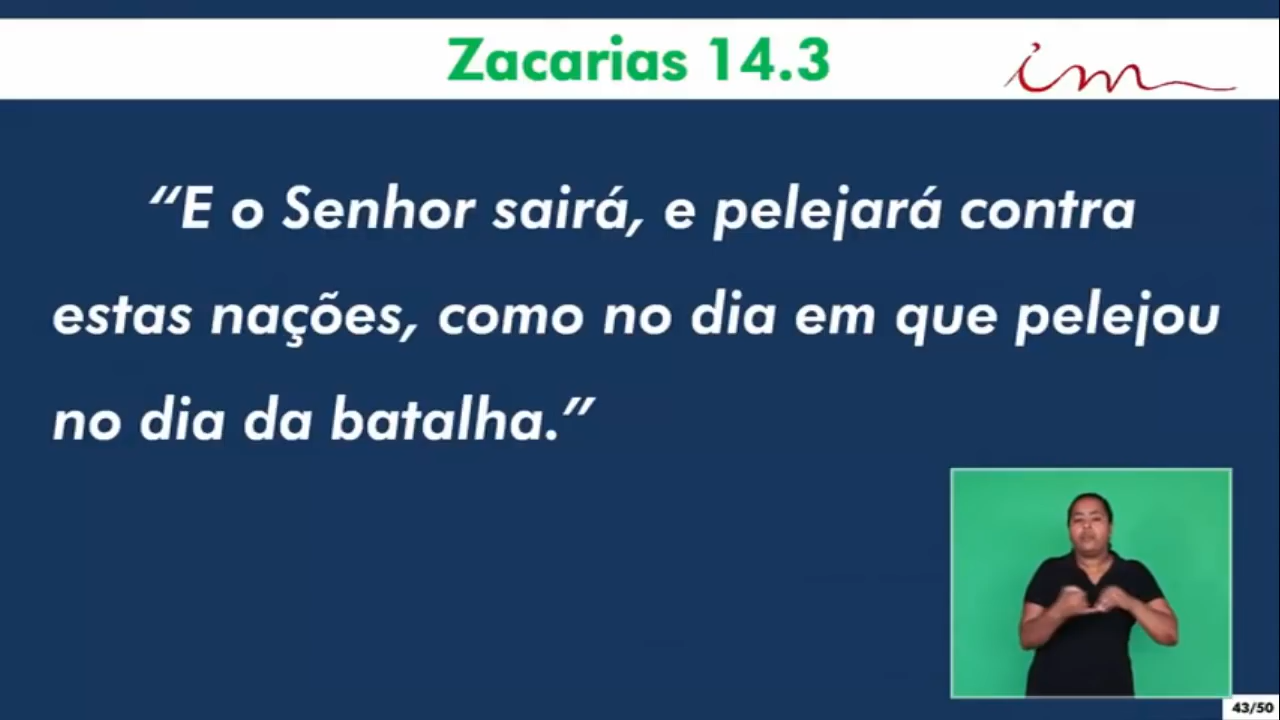 Zacarias 14.3
im
“E o Senhor sairá, e pelejará contra
estas nações, como no dia em que pelejou
no dia da batalha.”
43/50